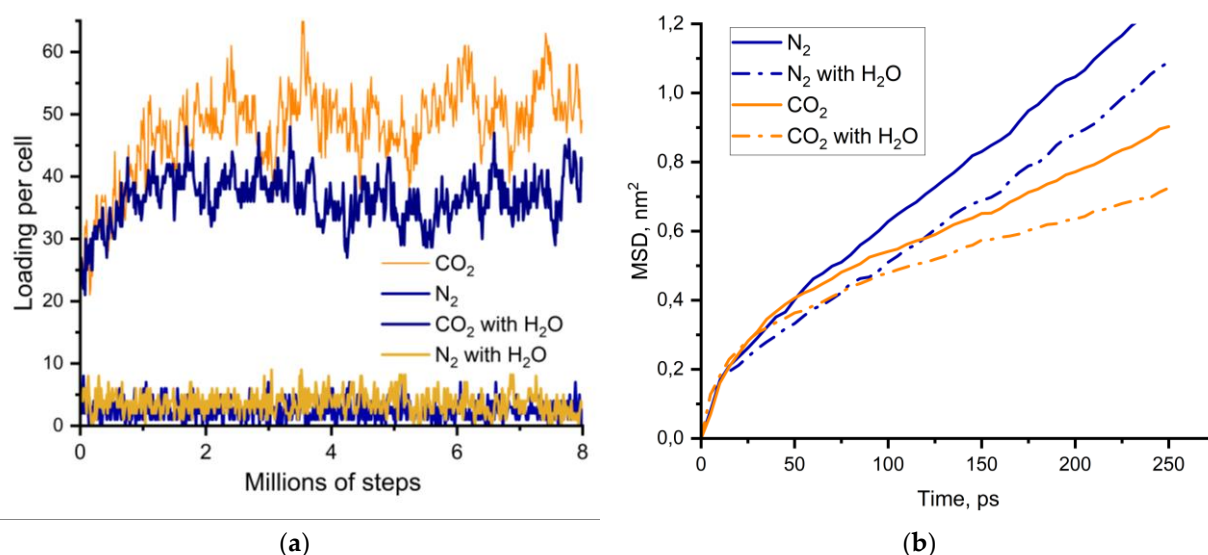 Loading per cell
60
50
40
30
20
10
0
0 2 4 6 8
Millions of steps
CO₂
N₂
CO₂ with H₂O
N₂ with H₂O
(a)
MSD, nm²
1,2
1,0
0,8
0,6
0,4
0,2
0,0
0 50 100 150 200 250
Time, ps
N₂
N₂ with H₂O
CO₂
CO₂ with H₂O
(b)